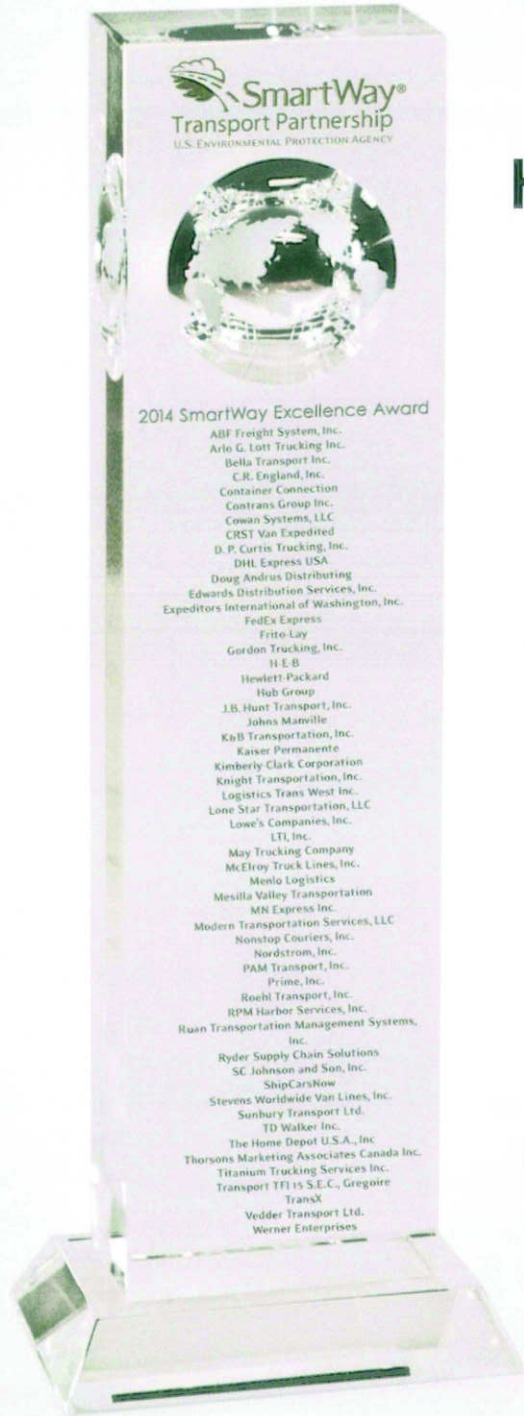 SmartWay®
Transport Partnership
U.S. ENVIRONMENTAL PROTECTION AGENCY
2014 SmartWay Excellence Award
ABF Freight System, Inc.
Arlo G. Lott Trucking Inc.
Bella Transport Inc.
C.R. England, Inc.
Container Connection
Contrans Group Inc.
Cowan Systems, LLC
CRST Van Expedited
D. P. Curtis Trucking, Inc.
DHL Express USA
Doug Andrus Distributing
Edwards Distribution Services, Inc.
Expeditors International of Washington, Inc.
FedEx Express
Frito-Lay
Gordon Trucking, Inc.
H-E-B
Hewlett-Packard
Hub Group
J.B. Hunt Transport, Inc.
Johns Manville
K&B Transportation, Inc.
Kaiser Permanente
Kimberly-Clark Corporation
Knight Transportation, Inc.
Logistics Trans West Inc.
Lone Star Transportation, LLC
Lowe's Companies, Inc.
LTI, Inc.
May Trucking Company
McElroy Truck Lines, Inc.
Menlo Logistics
Mesilla Valley Transportation
MN Express Inc.
Modern Transportation Services, LLC
Nonstop Couriers, Inc.
Nordstrom, Inc.
PAM Transport, Inc.
Prime, Inc.
Roehl Transport, Inc.
RPM Harbor Services, Inc.
Ruan Transportation Management Systems,
Inc.
Ryder Supply Chain Solutions
SC Johnson and Son, Inc.
ShipCarsNow
Stevens Worldwide Van Lines, Inc.
Sunbury Transport Ltd.
TD Walker Inc.
The Home Depot U.S.A., Inc
Thorsons Marketing Associates Canada Inc.
Titanium Trucking Services Inc.
Transport TFI 15 S.E.C., Gregoire
TransX
Vedder Transport Ltd.
Werner Enterprises